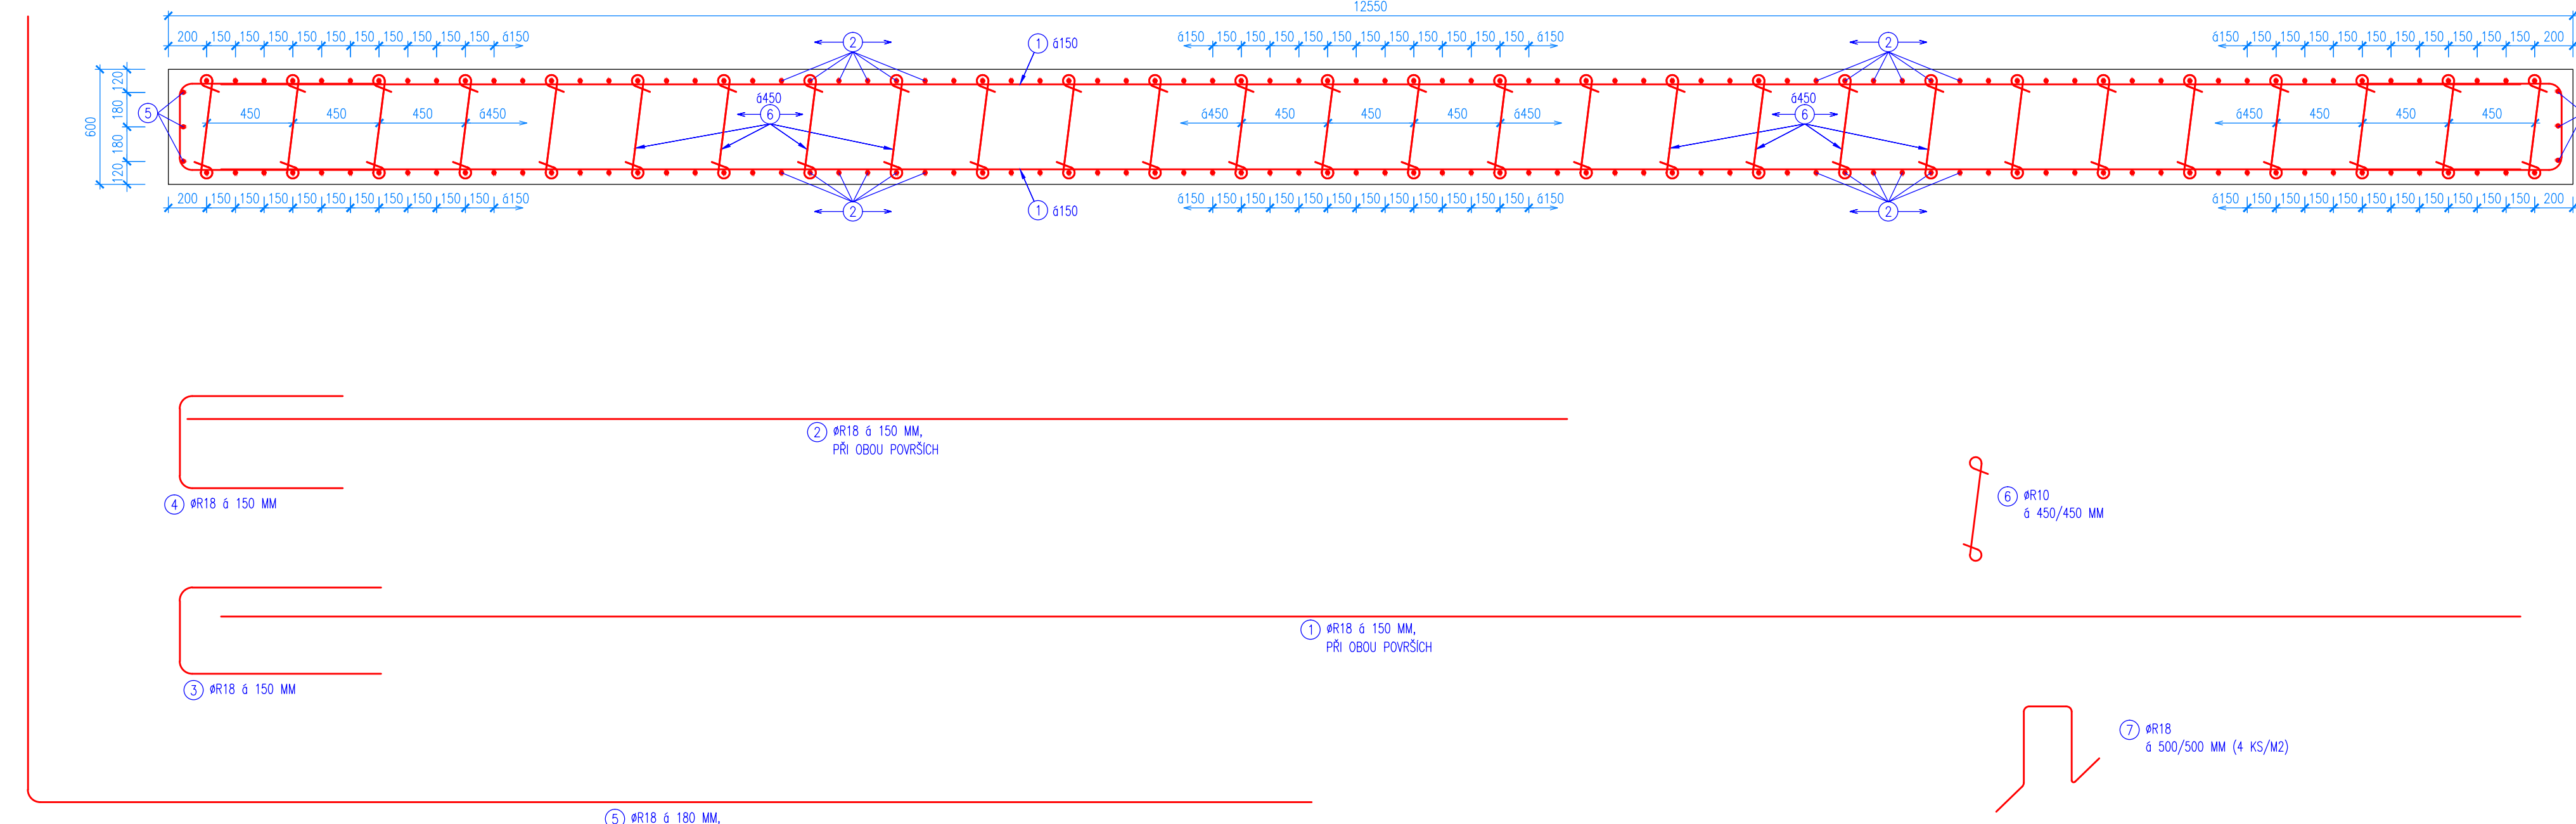 12550
200 150 150 150 150 150 150 150 150 150 á150
2
1 á150
á150 150 150 150 150 150 150 150 150 150 150 150 á150
2
á150 150 150 150 150 150 150 150 150 150 150 200
120
180
180
120
600
5
450 450 450 á450
á450
6
á450 450 450 450 á450
á450
6
á450 450 450 450
200 150 150 150 150 150 150 150 150 150 á150
2
1 á150
á150 150 150 150 150 150 150 150 150 150 150 150 á150
2
á150 150 150 150 150 150 150 150 150 150 150 200
2 øR18 á 150 MM,
PŘI OBOU POVRŠÍCH
4 øR18 á 150 MM
6 øR10
á 450/450 MM
1 øR18 á 150 MM,
PŘI OBOU POVRŠÍCH
3 øR18 á 150 MM
7 øR18
á 500/500 MM (4 KS/M2)
5 øR18 á 180 MM,